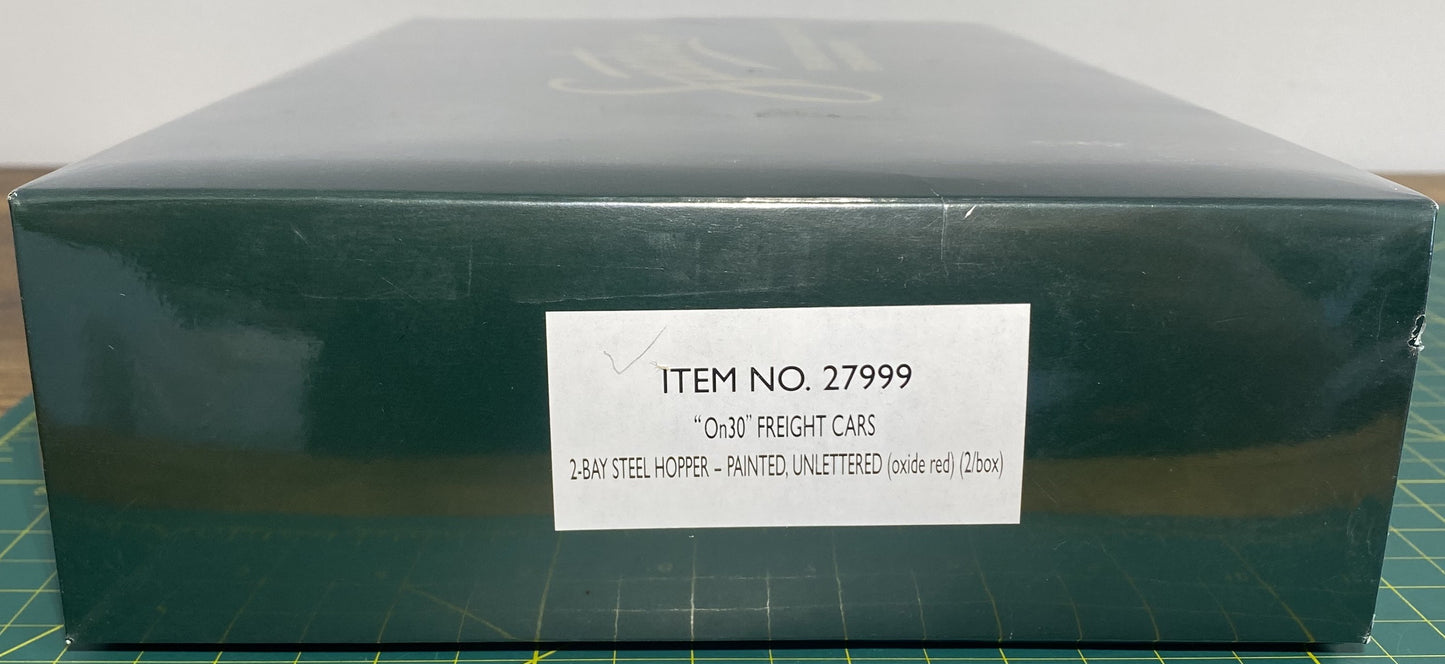 ITEM NO. 27999
“On30” FREIGHT CARS
2-BAY STEEL HOPPER – PAINTED, UNLETTERED (oxide red) (2/box)